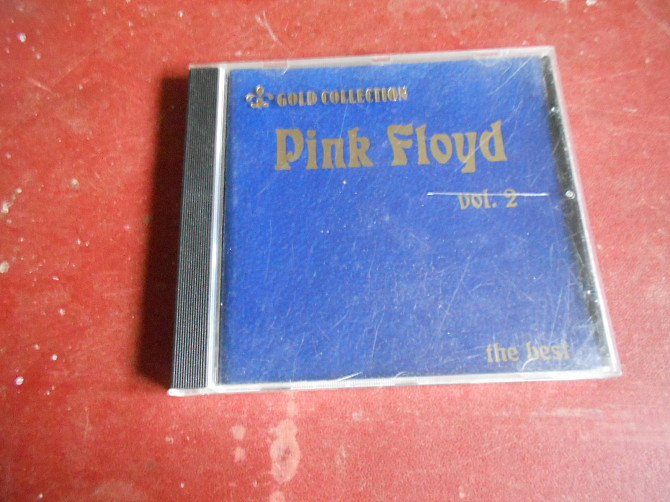 GOLD COLLECTION
Pink Floyd
vol. 2
the best